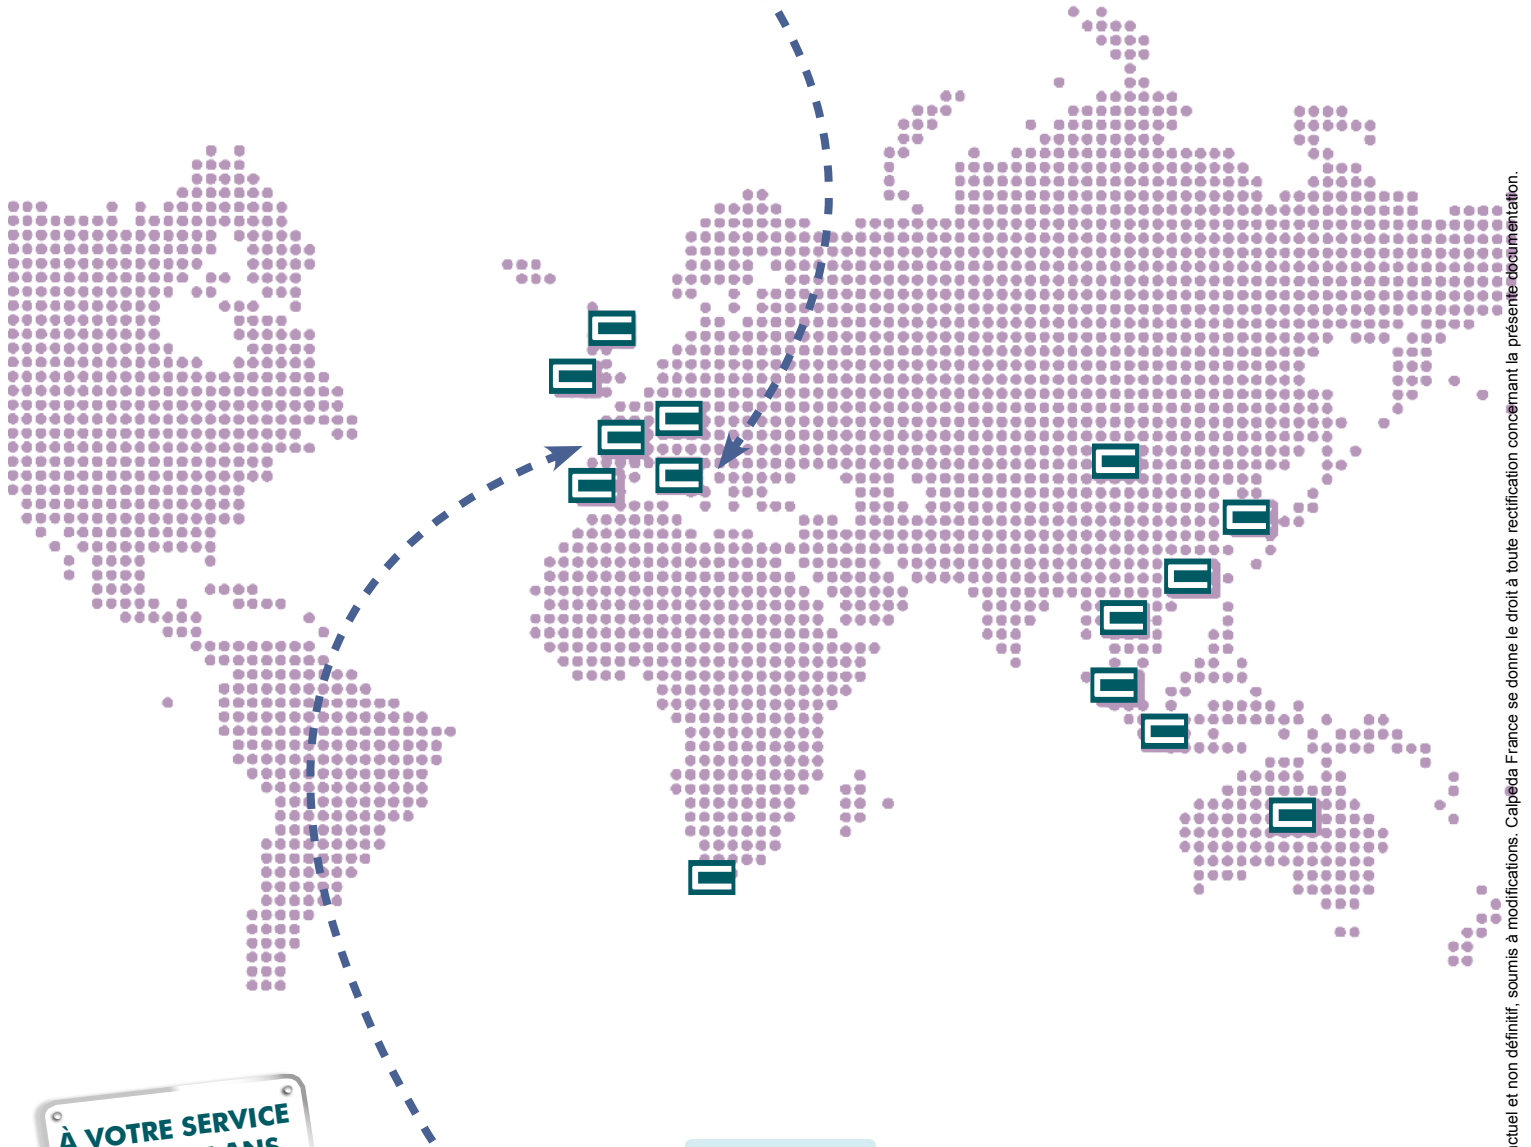 À VOTRE SERVICE
ANS
et non définitif, soumis à modifications. Calpeda France se donne le droit à toute rectification concernant la présente documentation.